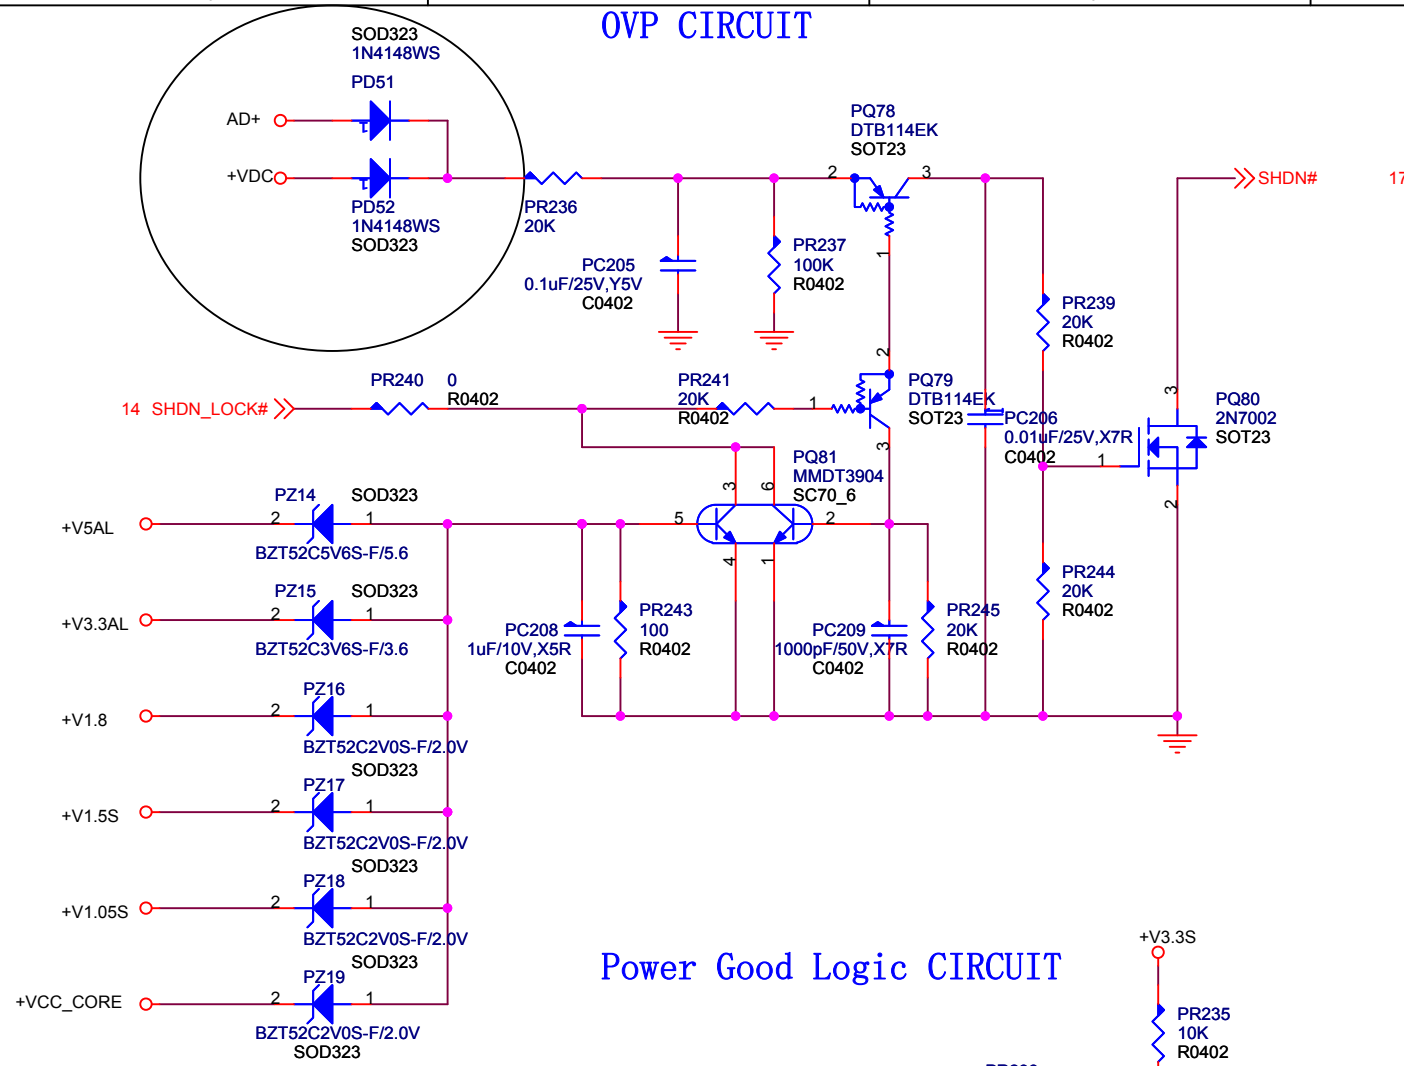 OVP CIRCUIT
SOD323
1N4148WS
PD51
AD+
1
+VDC
1
PD52
1N4148WS
SOD323
PR236
20K
PC205
0.1uF/25V,Y5V
C0402
PR237
100K
R0402
PQ78
DTB114EK
SOT23
2
3
1
SHDN#
17
PR239
20K
R0402
14 SHDN_LOCK#
PR240 0
R0402
PR241
20K
R0402
1
2
3
PQ79
DTB114EK
SOT23
PC206
0.01uF/25V,X7R
C0402
1
3
2
PQ80
2N7002
SOT23
PQ81
MMDT3904
SC70_6
3
6
5
2
4
1
+V5AL
2
PZ14
SOD323
1
BZT52C5V6S-F/5.6
+V3.3AL
2
PZ15
SOD323
1
BZT52C3V6S-F/3.6
PC208
1uF/10V,X5R
C0402
PR243
100
R0402
PC209
1000pF/50V,X7R
C0402
PR245
20K
R0402
PR244
20K
R0402
+V1.8
2
PZ16
1
BZT52C2V0S-F/2.0V
SOD323
+V1.5S
2
PZ17
1
BZT52C2V0S-F/2.0V
SOD323
+V1.05S
2
PZ18
1
BZT52C2V0S-F/2.0V
SOD323
+VCC_CORE
2
PZ19
1
BZT52C2V0S-F/2.0V
SOD323
Power Good Logic CIRCUIT
+V3.3S
PR235
10K
R0402